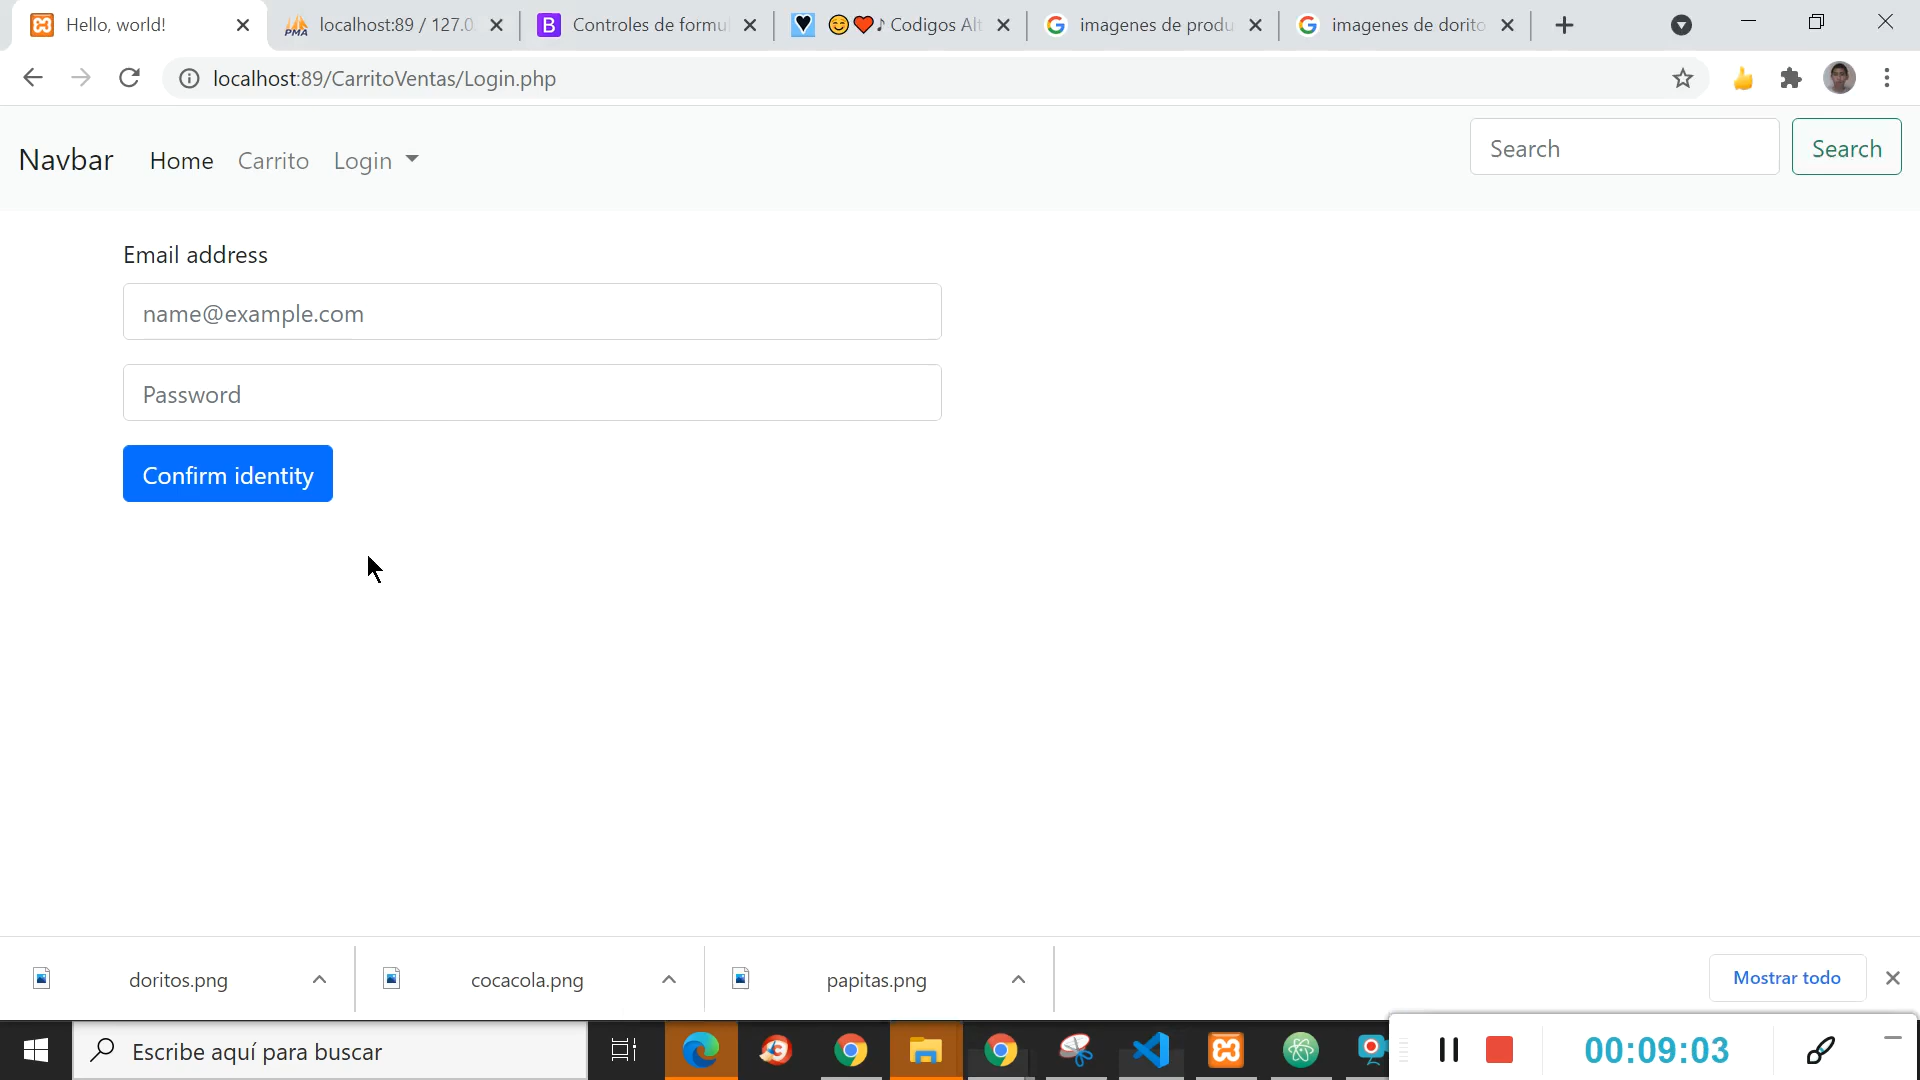 Hello, world!
localhost:89 / 127.0
Controles de formu
Codigos Alt
imagenes de produ
imagenes de dorito
localhost:89/CarritoVentas/Login.php
Navbar
Home
Carrito
Login
Search
Search
Email address
name@example.com
Password
Confirm identity
doritos.png
cocacola.png
papitas.png
Mostrar todo
Escribe aquí para buscar
00:09:03